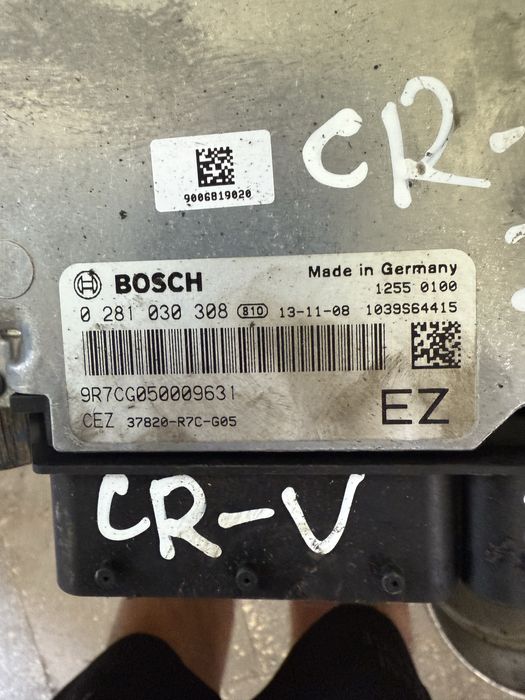 CR-
9006819020
BOSCH
Made in Germany
1255 0100
0 281 030 308 810 13-11-08 1039S64415
9R7CG050009631
CEZ 37820-R7C-G05
EZ
CR-V